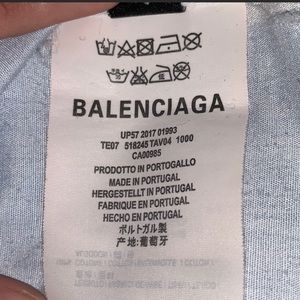 BALENCIAGA
UP57 2017 01993
TE07 518245 TAV04 1000
CA00985
PRODOTTO IN PORTOGALLO
MADE IN PORTUGAL
HERGESTELLT IN PORTUGAL
FABRIQUE EN PORTUGAL
HECHO EN PORTUGAL
ポルトガル製
产地:葡萄牙